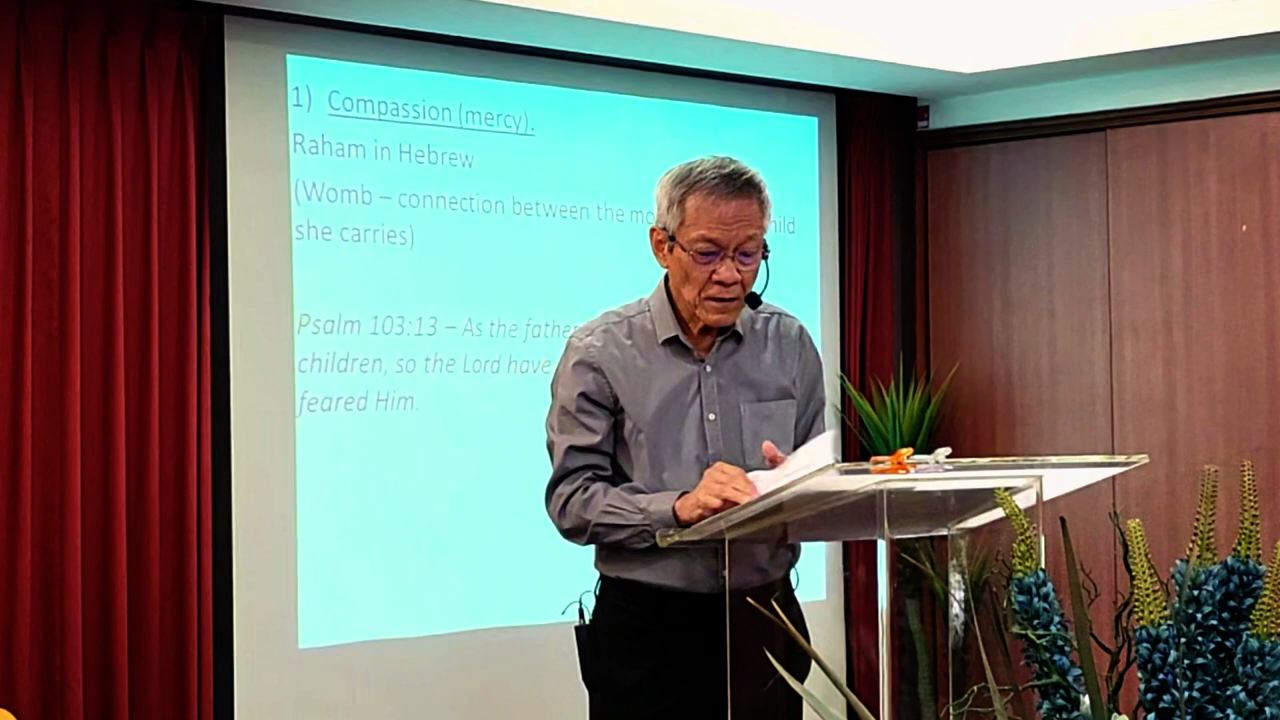 1) Compassion (mercy).
Raham in Hebrew
(Womb – connection between the child
she carries)
Psalm 103:13 – As the father
children, so the Lord have
feared Him.